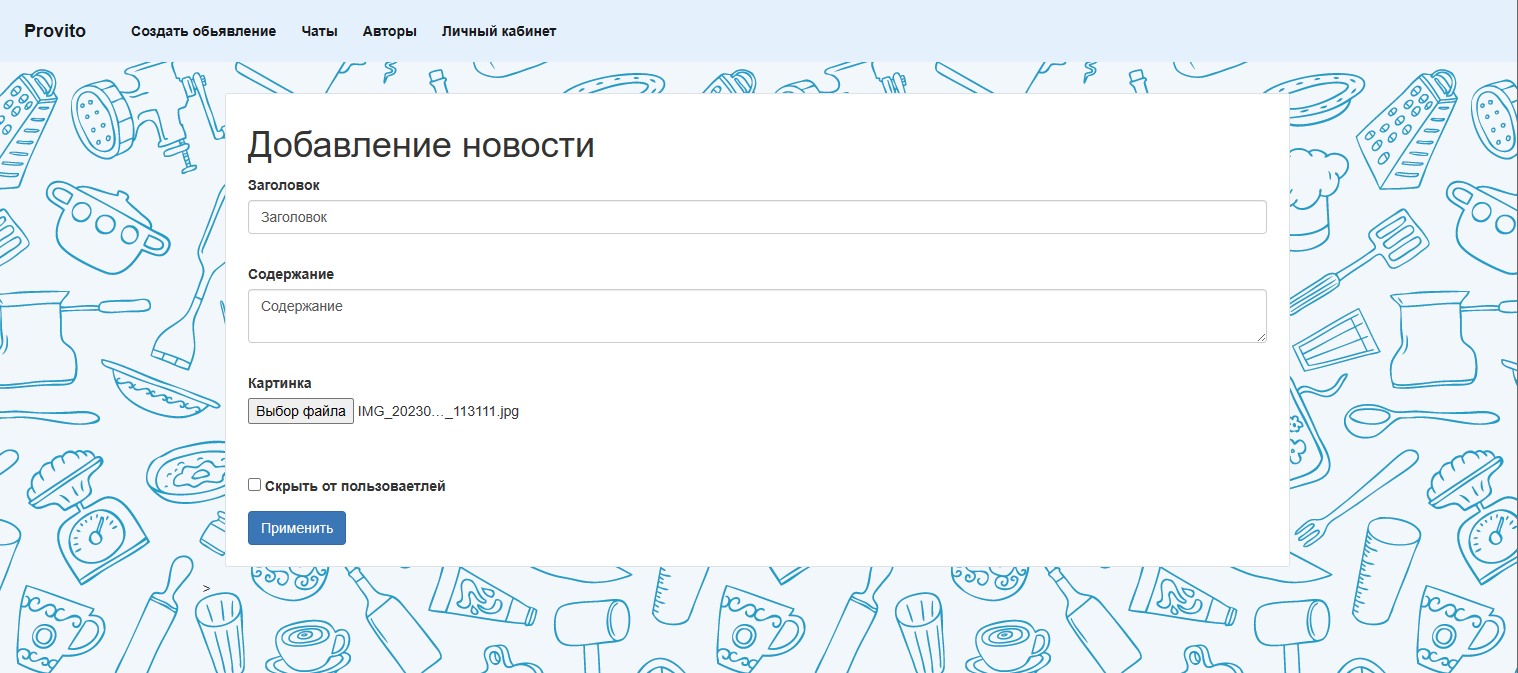 Provito Создать обьявление Чаты Авторы Личный кабинет
Добавление новости
Заголовок
Заголовок
Содержание
Содержание
Картинка
Выбор файла IMG_20230…_113111.jpg
Скрыть от пользоваетлей
Применить
>